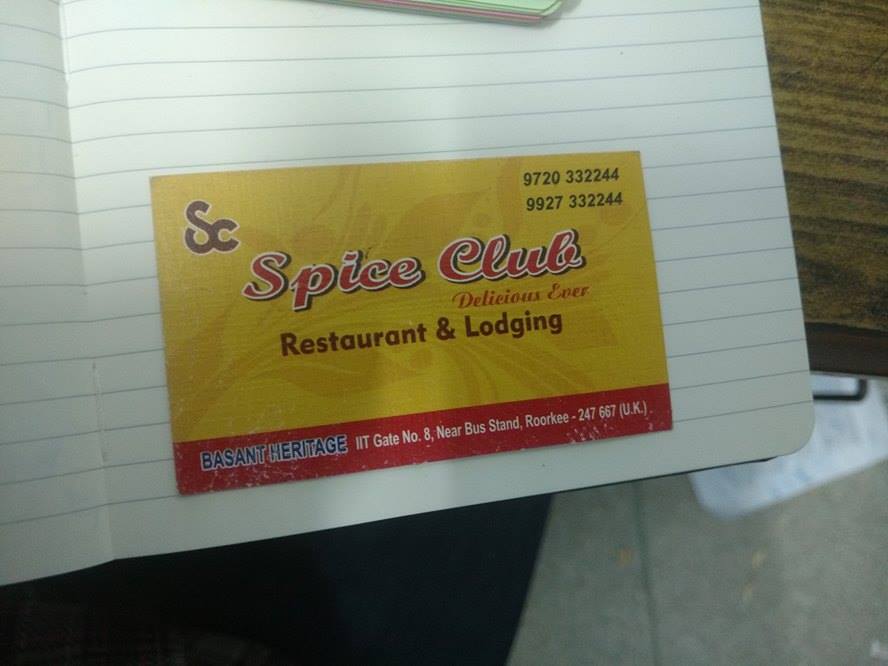 9720 332244
9927 332244
Sc
Spice Club
Delicious Ever
Restaurant & Lodging
BASANT HERITAGE IIT Gate No. 8, Near Bus Stand, Roorkee - 247 667 (U.K.)